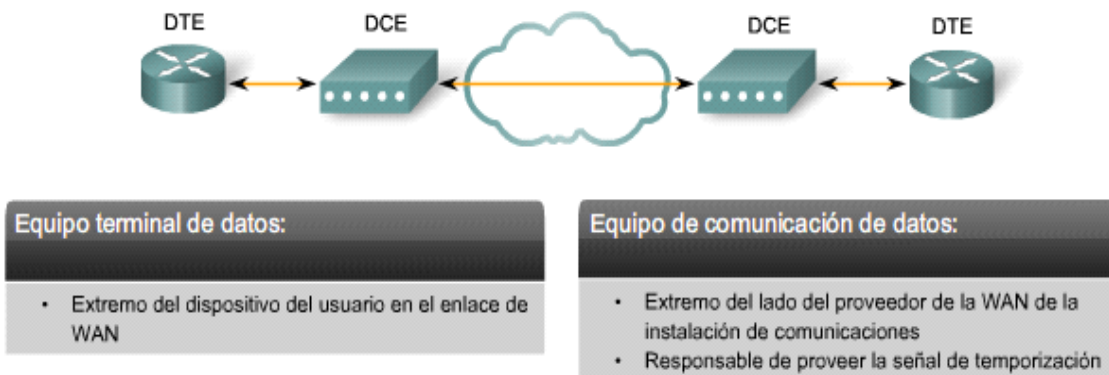 DTE
DCE
DCE
DTE
Equipo terminal de datos:
• Extremo del dispositivo del usuario en el enlace de
WAN
Equipo de comunicación de datos:
• Extremo del lado del proveedor de la WAN de la
instalación de comunicaciones
• Responsable de proveer la señal de temporización